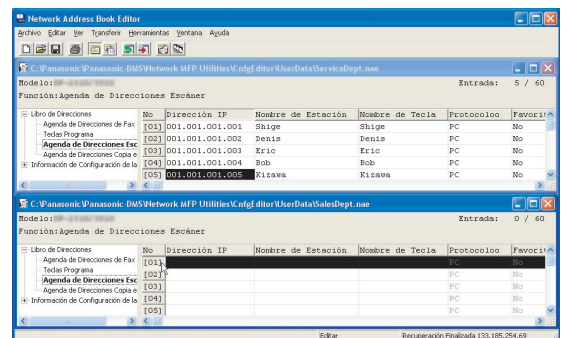 Network Address Book Editor
Archivo Editar Ver Transferir Herramientas Ventana Ayuda
C:\Panasonic\Panasonic-DMS\Network MFP Utilities\CnfgEditor\UserData\ServiceDept.nae
Modelo: Entrada: 5 / 60
Función:Agenda de Direcciones Escáner
Libro de Direcciones
Agenda de Direcciones de Fax
Teclas Programa
Agenda de Direcciones Esc
Agenda de Direcciones Copia e
Información de Configuración de la
No Dirección IP Nombre de Estación Nombre de Tecla Protocoloo Favorit
[01] 001.001.001.001 Shige Shige PC No
[02] 001.001.001.002 Denis Denis PC No
[03] 001.001.001.003 Eric Eric PC No
[04] 001.001.001.004 Bob Bob PC No
[05] 001.001.001.005 Kizawa Kizawa PC No
C:\Panasonic\Panasonic-DMS\Network MFP Utilities\CnfgEditor\UserData\SalesDept.nae
Modelo: Entrada: 0 / 60
Función:Agenda de Direcciones Escáner
Libro de Direcciones
Agenda de Direcciones de Fax
Teclas Programa
Agenda de Direcciones Esc
Agenda de Direcciones Copia e
Información de Configuración de la
No Dirección IP Nombre de Estación Nombre de Tecla Protocoloo Favorit
[01] PC No
[02] PC No
[03] PC No
[04] PC No
[05] PC No
Editar Recuperación Finalizada 133.185.254.69